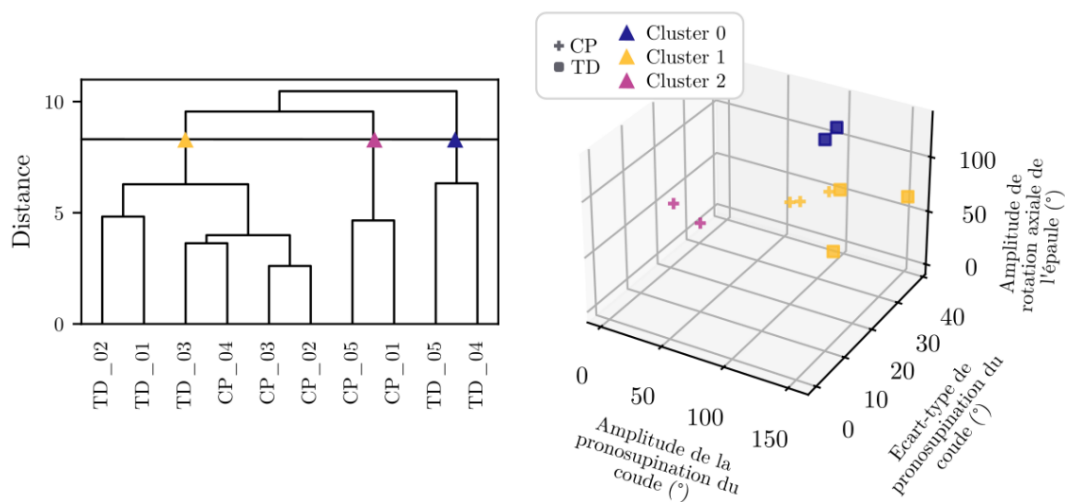 Distance
10
5
0
TD_02
TD_01
TD_03
CP_04
CP_03
CP_02
CP_05
CP_01
TD_05
TD_04
CP
TD
Cluster 0
Cluster 1
Cluster 2
0
50
100
150
Amplitude de la
pronosupination du
coude (°)
0
10
20
30
40
Ecart-type de
pronosupination du
coude (°)
100
50
0
Amplitude de
rotation axiale de
l'épaule (°)